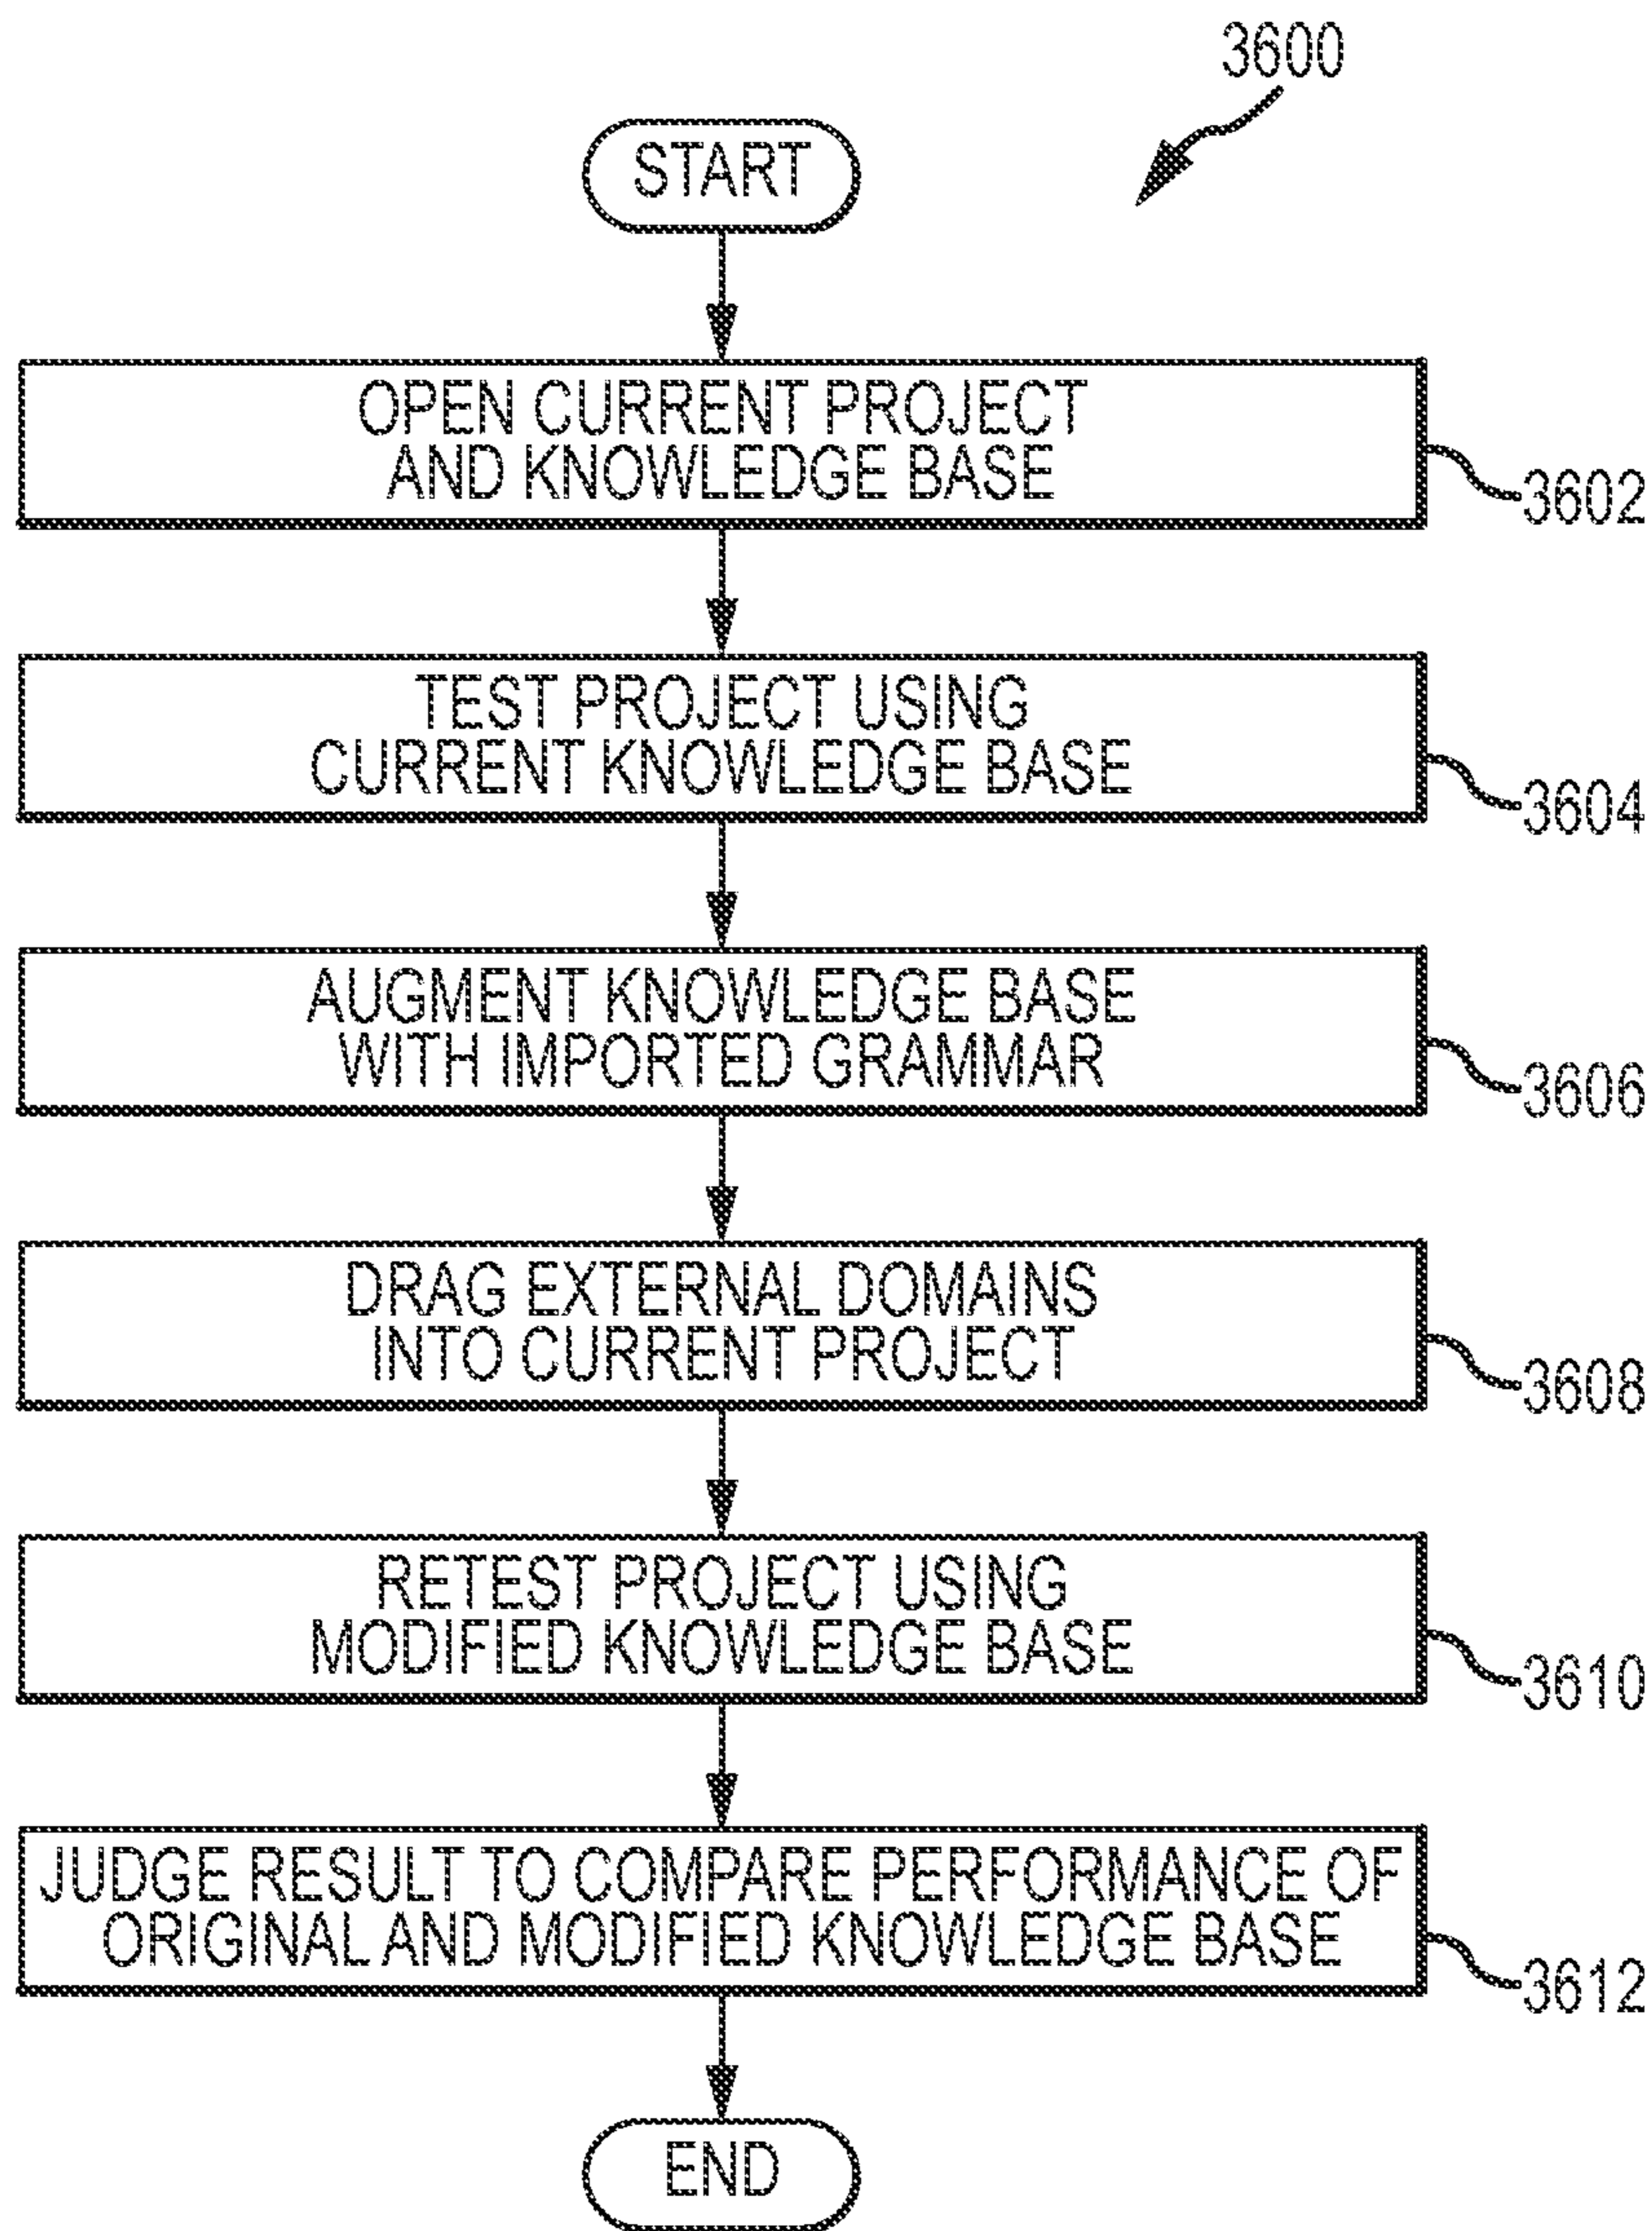 3600
START
OPEN CURRENT PROJECT
AND KNOWLEDGE BASE
3602
TEST PROJECT USING
CURRENT KNOWLEDGE BASE
3604
AUGMENT KNOWLEDGE BASE
WITH IMPORTED GRAMMAR
3606
DRAG EXTERNAL DOMAINS
INTO CURRENT PROJECT
3608
RETEST PROJECT USING
MODIFIED KNOWLEDGE BASE
3610
JUDGE RESULT TO COMPARE PERFORMANCE OF
ORIGINAL AND MODIFIED KNOWLEDGE BASE
3612
END